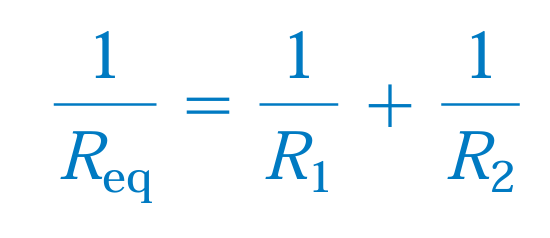 1/R_eq = 1/R_1 + 1/R_2